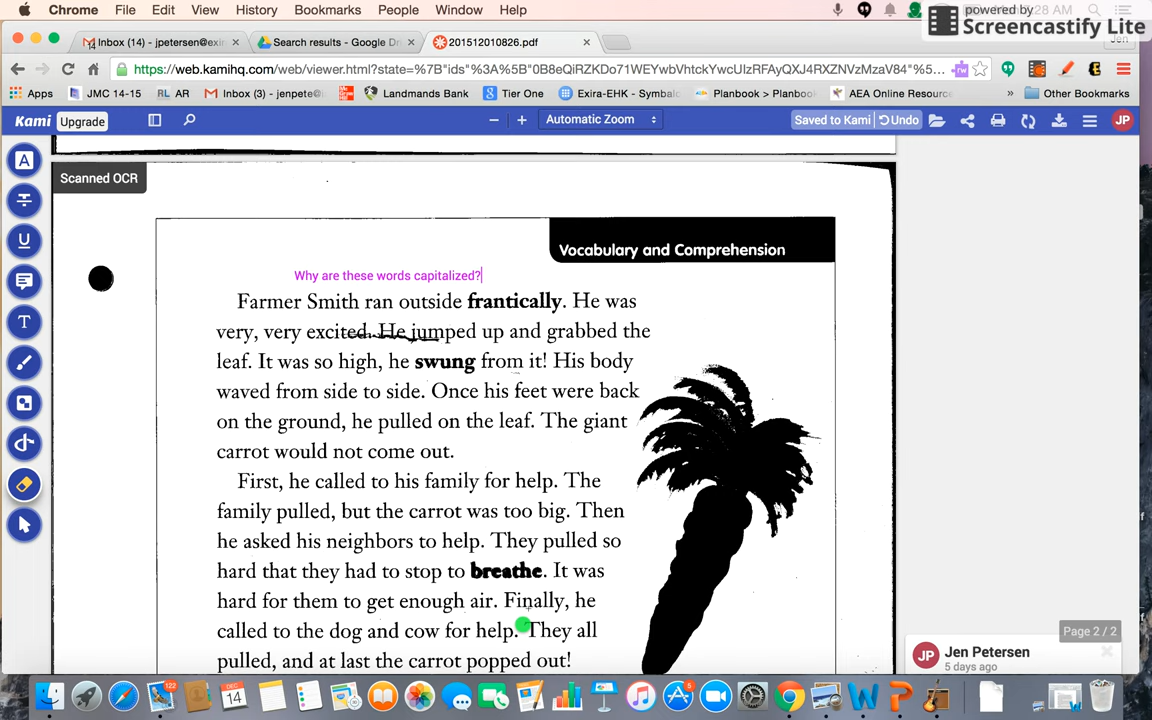 Chrome File Edit View History Bookmarks People Window Help
powered by
Screencastify Lite
28 AM
Inbox (14) - jpetersen@exir
Search results - Google Dri
201512010826.pdf
Jen
https://web.kamihq.com/web/viewer.html?state=%7B"ids"%3A%5B"0B8eQiRZKDo71WEYwbVhtckYwcUlzRFAyQXJ4RXZNVzMzaV84"%...
Apps JMC 14-15 AR Inbox (3) - jenpete@ Landmands Bank Tier One Exira-EHK - Symbal Planbook > Planboo AEA Online Resourc » Other Bookmarks
Kami Upgrade − + Automatic Zoom Saved to Kami Undo JP
Scanned OCR
Vocabulary and Comprehension
Why are these words capitalized?
Farmer Smith ran outside frantically. He was
very, very excited. He jumped up and grabbed the
leaf. It was so high, he swung from it! His body
waved from side to side. Once his feet were back
on the ground, he pulled on the leaf. The giant
carrot would not come out.
First, he called to his family for help. The
family pulled, but the carrot was too big. Then
he asked his neighbors to help. They pulled so
hard that they had to stop to breathe. It was
hard for them to get enough air. Finally, he
called to the dog and cow for help. They all
pulled, and at last the carrot popped out!
Page 2 / 2
JP Jen Petersen
5 days ago
122
DEC
14
5